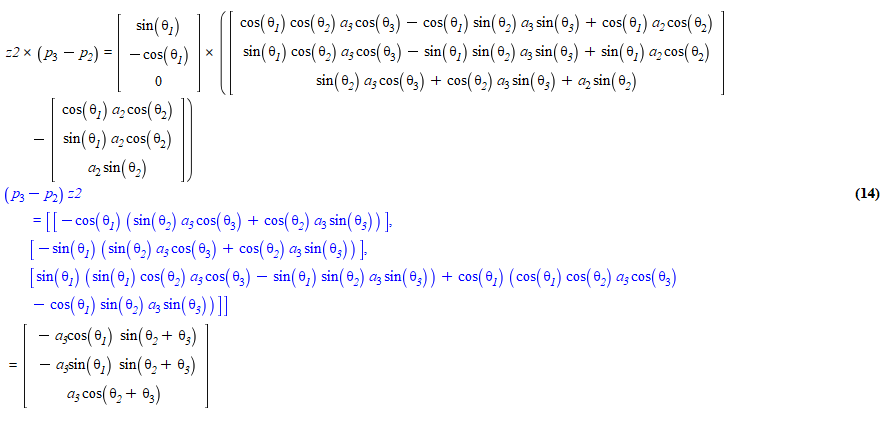 z2 × (p₃ − p₂) = [ sin(θ₁) ; −cos(θ₁) ; 0 ] × ( [ cos(θ₁) cos(θ₂) a₃ cos(θ₃) − cos(θ₁) sin(θ₂) a₃ sin(θ₃) + cos(θ₁) a₂ cos(θ₂) ; sin(θ₁) cos(θ₂) a₃ cos(θ₃) − sin(θ₁) sin(θ₂) a₃ sin(θ₃) + sin(θ₁) a₂ cos(θ₂) ; sin(θ₂) a₃ cos(θ₃) + cos(θ₂) a₃ sin(θ₃) + a₂ sin(θ₂) ]
− [ cos(θ₁) a₂ cos(θ₂) ; sin(θ₁) a₂ cos(θ₂) ; a₂ sin(θ₂) ] )
(p₃ − p₂) z2 (14)
= [[−cos(θ₁) (sin(θ₂) a₃ cos(θ₃) + cos(θ₂) a₃ sin(θ₃))],
[−sin(θ₁) (sin(θ₂) a₃ cos(θ₃) + cos(θ₂) a₃ sin(θ₃))],
[sin(θ₁) (sin(θ₁) cos(θ₂) a₃ cos(θ₃) − sin(θ₁) sin(θ₂) a₃ sin(θ₃)) + cos(θ₁) (cos(θ₁) cos(θ₂) a₃ cos(θ₃)
− cos(θ₁) sin(θ₂) a₃ sin(θ₃))]]
= [ − a₃cos(θ₁) sin(θ₂ + θ₃) ; − a₃sin(θ₁) sin(θ₂ + θ₃) ; a₃ cos(θ₂ + θ₃) ]